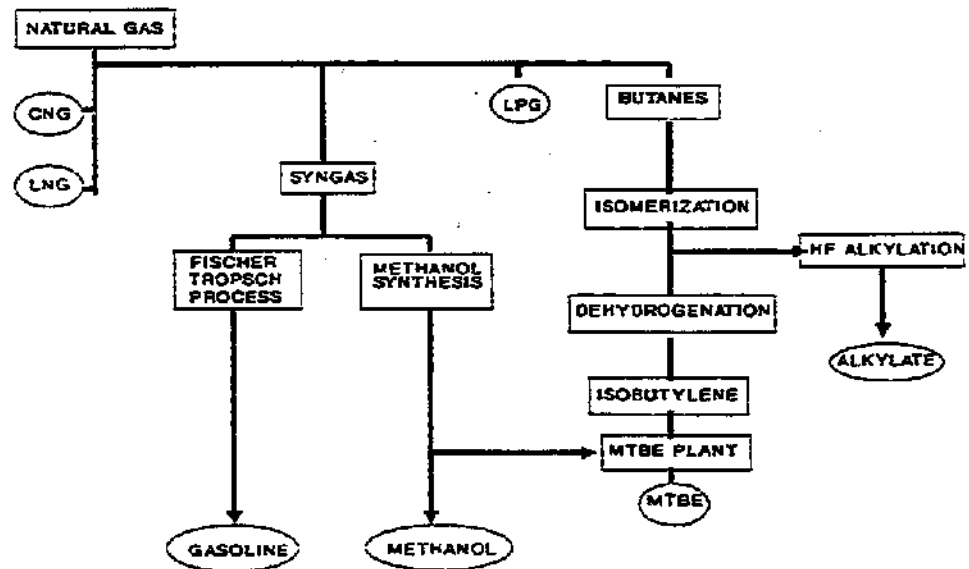 NATURAL GAS
CNG
LPG
BUTANES
LNG
SYNGAS
ISOMERIZATION
FISCHER
TROPSCH
PROCESS
METHANOL
SYNTHESIS
HF ALKYLATION
DEHYDROGENATION
ALKYLATE
ISOBUTYLENE
MTBE PLANT
MTBE
GASOLINE
METHANOL